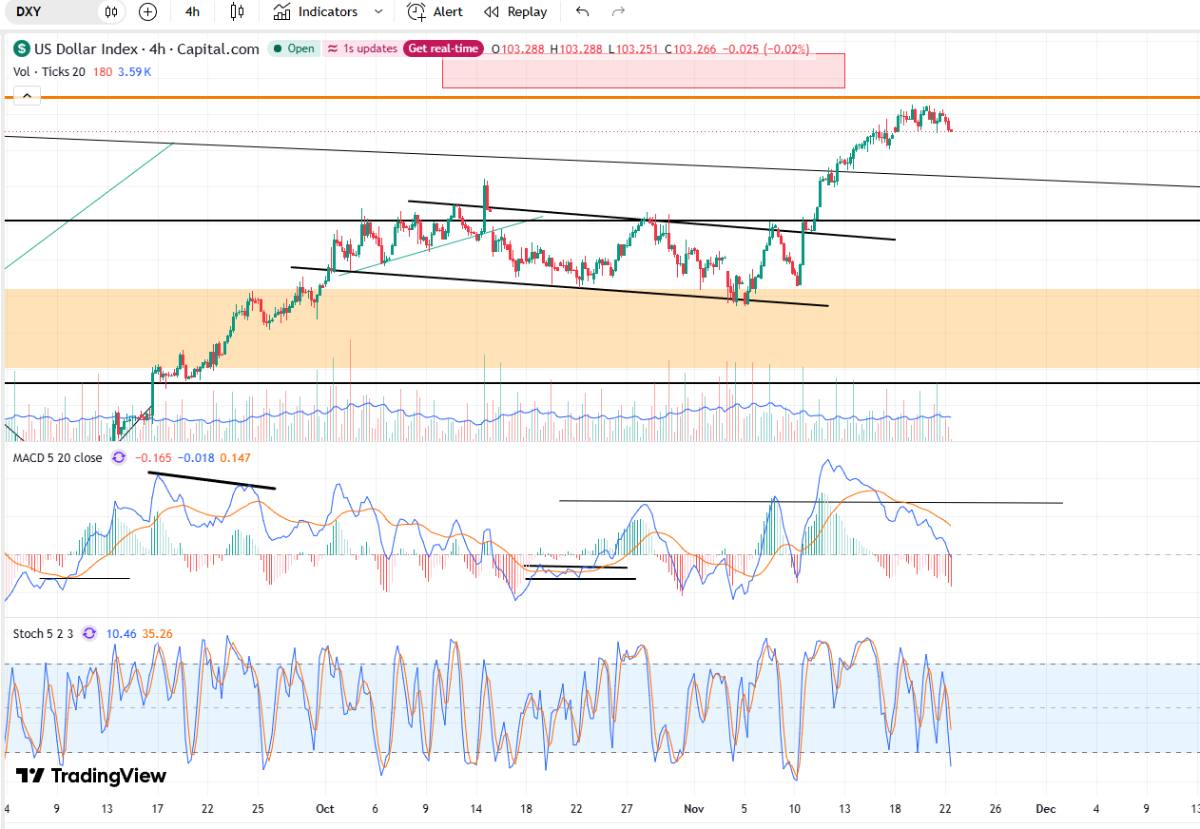 DXY 4h Indicators Alert Replay
US Dollar Index · 4h · Capital.com Open 1s updates Get real-time O103.288 H103.288 L103.251 C103.266 −0.025 (−0.02%)
Vol · Ticks 20 180 3.59K
MACD 5 20 close −0.165 −0.018 0.147
Stoch 5 2 3 10.46 35.26
TradingView
4 9 13 17 22 25 Oct 6 9 14 18 22 27 Nov 5 10 13 18 22 26 Dec 4 9 13